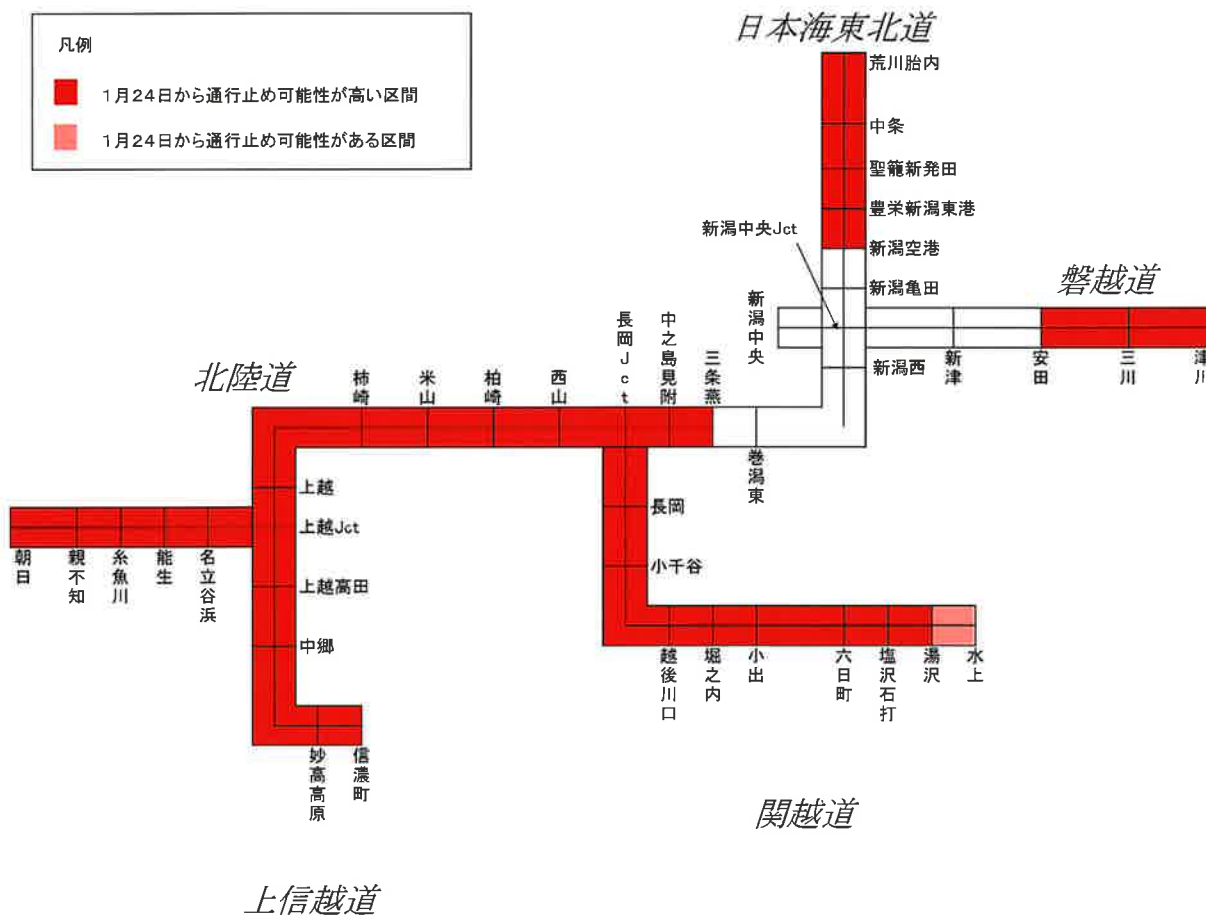 日本海東北道
凡例
1月24日から通行止め可能性が高い区間
1月24日から通行止め可能性がある区間
荒川胎内
中条
聖籠新発田
豊栄新潟東港
新潟中央Jct
新潟空港
新潟亀田
磐越道
新潟中央
新潟西
新津
安田
三川
津川
北陸道
柿崎
米山
柏崎
西山
長岡Jct
中之島見附
三条燕
巻潟東
上越
上越Jct
上越高田
中郷
朝日
親不知
糸魚川
能生
名立谷浜
長岡
小千谷
越後川口
堀之内
小出
六日町
塩沢石打
湯沢
水上
妙高高原
信濃町
関越道
上信越道